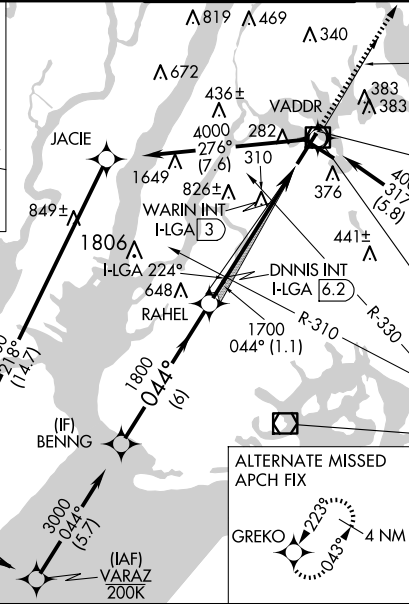 819
469
340
672
436±
383
383
VADDR
JACIE
4000
276°
(7.6)
282
310
1649
376
317
(5.8)
826±
849±
WARIN INT
I-LGA 3
1806
441±
I-LGA 224°
DNNIS INT
I-LGA 6.2
648
RAHEL
R-330
R-310
1700
044° (1.1)
218°
(14.7)
1800
044°
(6)
(IF)
BENNG
3000
044°
(5.7)
(IAF)
VARAZ
200K
ALTERNATE MISSED
APCH FIX
GREKO
223°
043°
4 NM